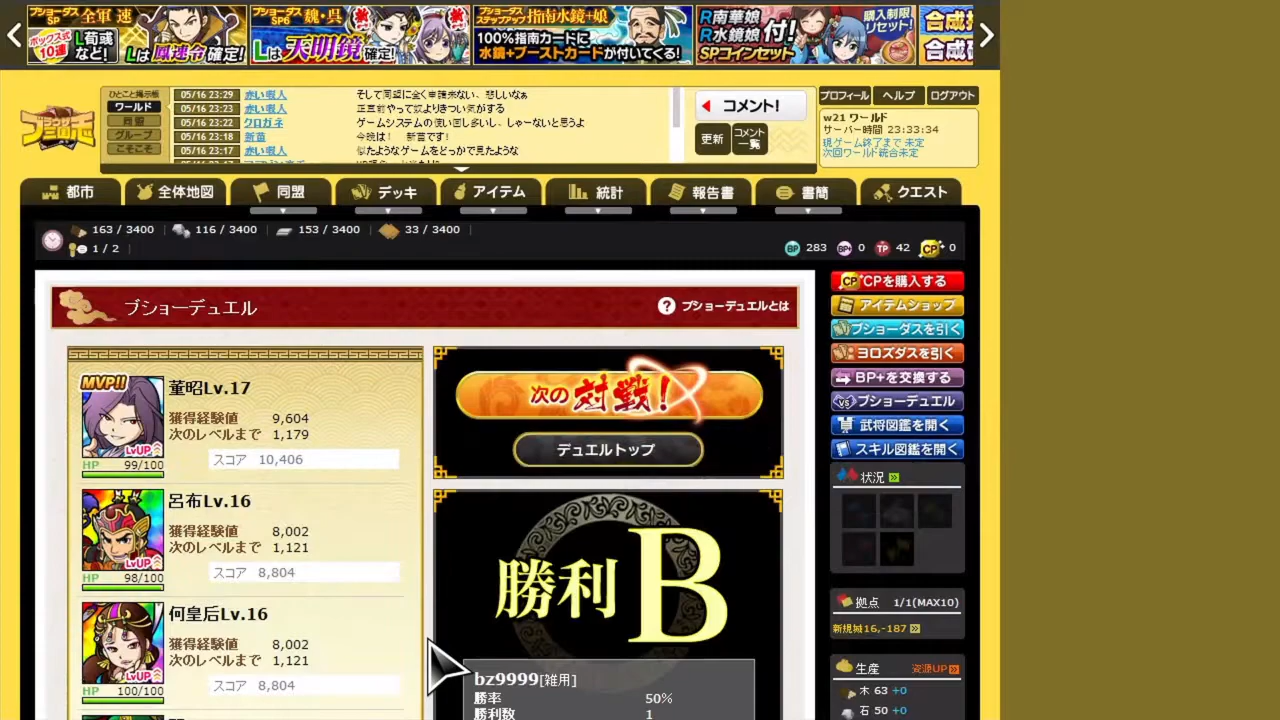 ブショーダスSP 全軍 速
ボックス式10連
L荀彧など!
Lは鳳速令確定!
ブショーダスSP6 魏・呉
Lは天明鏡確定!
ブショーダス ステップアップ 指南水鏡+娘
100%指南カードに水鏡+ブーストカードが付いてくる!
R南華娘 R水鏡娘 付!
購入制限リセット!
SPコインセット
合成
合成
ブラウザ三国志
ひとこと掲示板
ワールド
同盟
グループ
こそこそ
05/16 23:29 赤い暇人 そして同盟に全く申請来ない、悲しいなぁ
05/16 23:23 赤い暇人 正直前やって奴よりきつい気がする
05/16 23:22 クロガネ ゲームシステムの使い回し多いし、しゃーないと思うよ
05/16 23:18 新苗 今晩は! 新苗です!
05/16 23:17 赤い暇人 似たようなゲームをどっかで見たような
コメント!
更新
コメント一覧
プロフィール
ヘルプ
ログアウト
w21 ワールド
サーバー時間 23:33:34
現ゲーム終了まで 未定
次回ワールド統合未定
都市
全体地図
同盟
デッキ
アイテム
統計
報告書
書簡
クエスト
163 / 3400
116 / 3400
153 / 3400
33 / 3400
1 / 2
BP 283
BP+ 0
TP 42
CP 0
ブショーデュエル
? ブショーデュエルとは
MVP!!
董昭Lv.17
獲得経験値 9,604
次のレベルまで 1,179
スコア 10,406
LvUP
HP 99/100
呂布Lv.16
獲得経験値 8,002
次のレベルまで 1,121
スコア 8,804
LvUP
HP 98/100
何皇后Lv.16
獲得経験値 8,002
次のレベルまで 1,121
スコア 8,804
LvUP
HP 100/100
次の対戦!
デュエルトップ
勝利B
bz9999[雑用]
勝率 50%
勝利数 1
CPを購入する
アイテムショップ
ブショーダスを引く
ヨロズダスを引く
BP+を交換する
VS ブショーデュエル
武将図鑑を開く
スキル図鑑を開く
状況
拠点 1/1(MAX10)
新規城16,-187
生産 資源UP
木 63 +0
石 50 +0